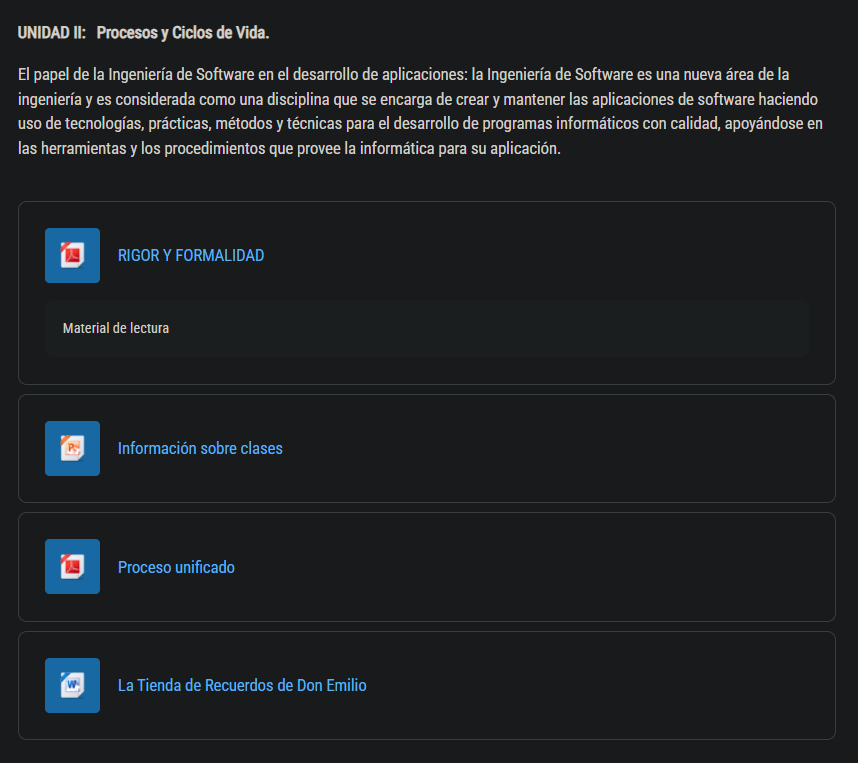 UNIDAD II: Procesos y Ciclos de Vida.
El papel de la Ingeniería de Software en el desarrollo de aplicaciones: la Ingeniería de Software es una nueva área de la
ingeniería y es considerada como una disciplina que se encarga de crear y mantener las aplicaciones de software haciendo
uso de tecnologías, prácticas, métodos y técnicas para el desarrollo de programas informáticos con calidad, apoyándose en
las herramientas y los procedimientos que provee la informática para su aplicación.
RIGOR Y FORMALIDAD
Material de lectura
Información sobre clases
Proceso unificado
La Tienda de Recuerdos de Don Emilio